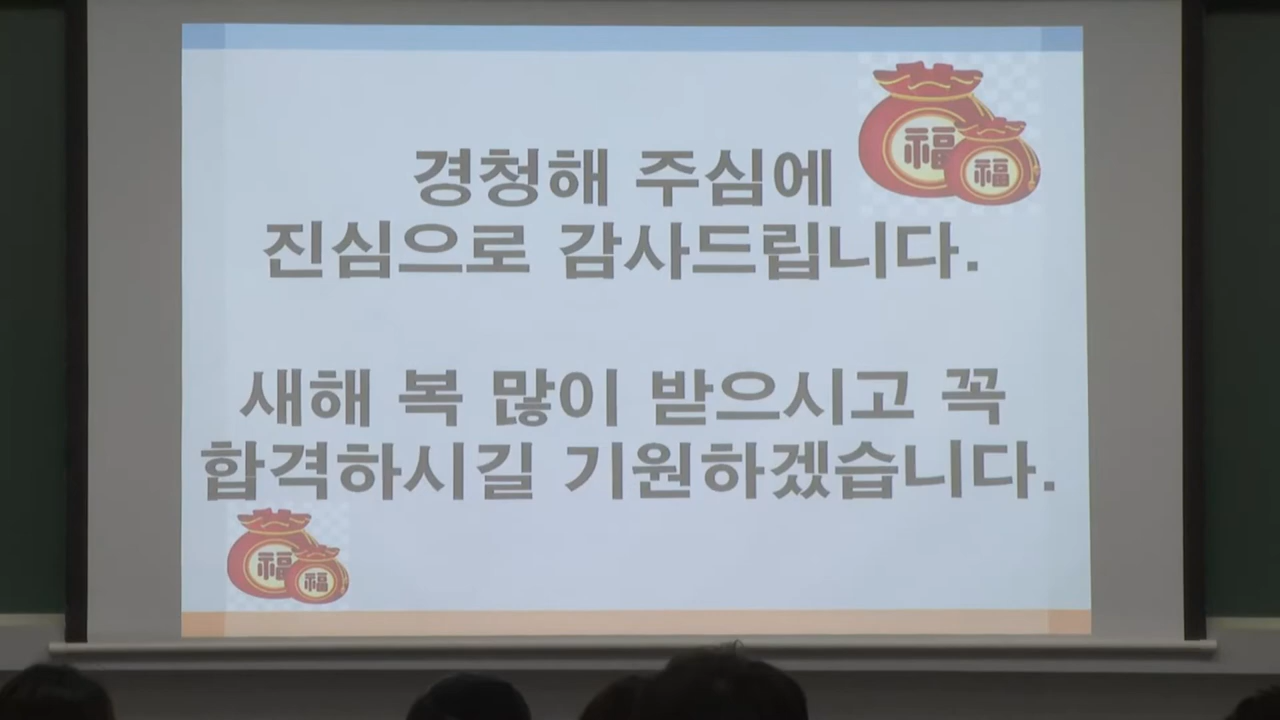 경청해 주심에
진심으로 감사드립니다.
새해 복 많이 받으시고 꼭
합격하시길 기원하겠습니다.
福
福
福
福